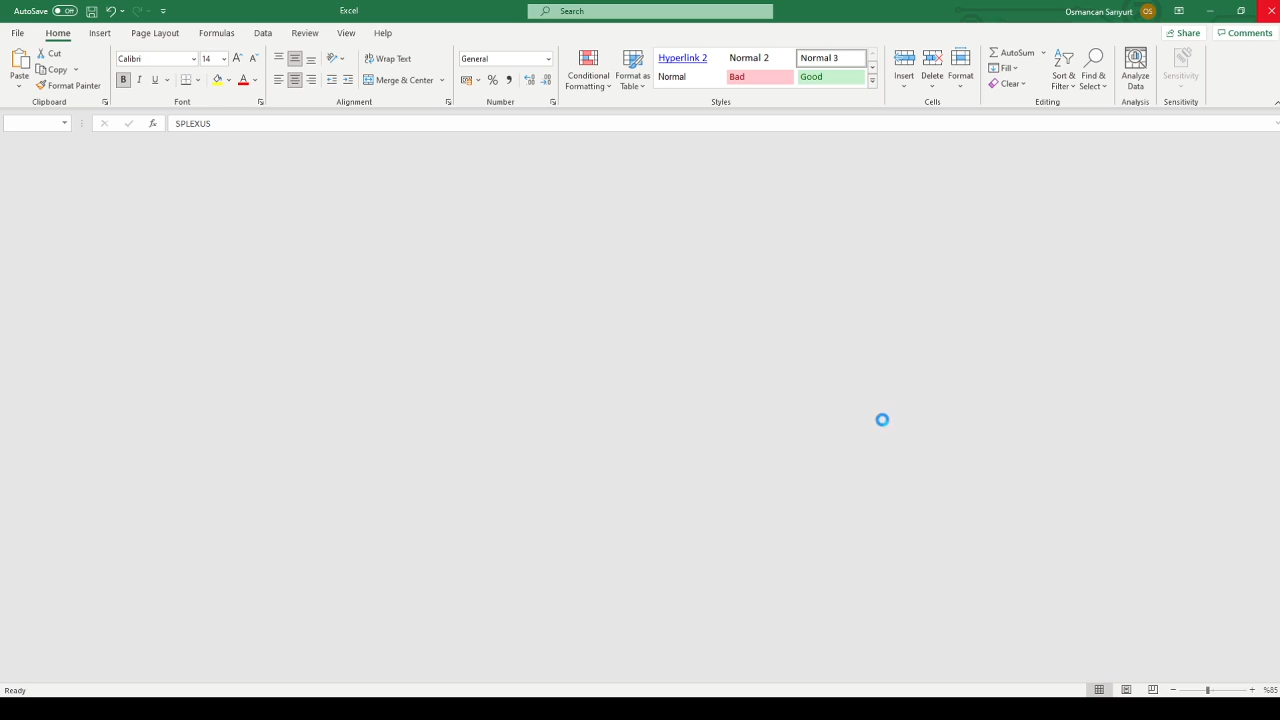 AutoSave Off Excel Search Osmancan Sarıyurt OS
File Home Insert Page Layout Formulas Data Review View Help Share Comments
Paste
Cut
Copy
Format Painter
Clipboard
Calibri 14
B I U
Font
Wrap Text
Merge & Center
Alignment
General
%
Number
Conditional Formatting
Format as Table
Hyperlink 2 Normal 2 Normal 3
Normal Bad Good
Styles
Insert Delete Format
Cells
AutoSum
Fill
Clear
Sort & Filter
Find & Select
Editing
Analyze Data
Analysis
Sensitivity
Sensitivity
fx SPLEXUS
Ready %85